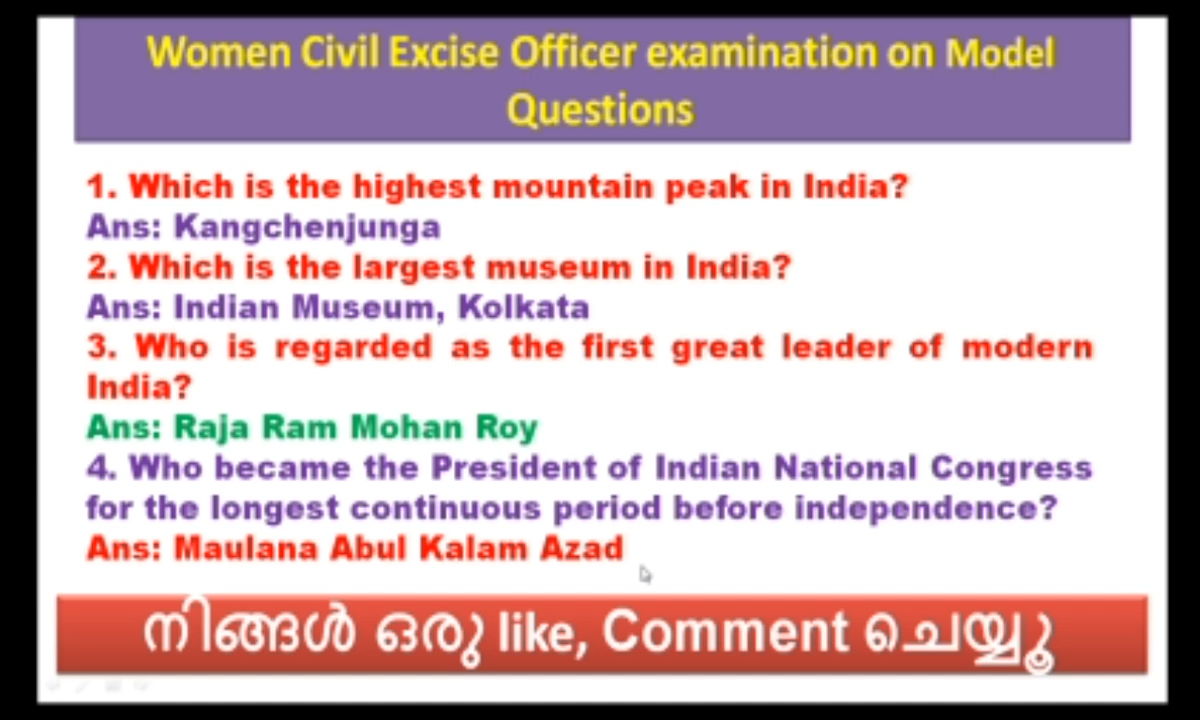 Women Civil Excise Officer examination on Model
Questions
1. Which is the highest mountain peak in India?
Ans: Kangchenjunga
2. Which is the largest museum in India?
Ans: Indian Museum, Kolkata
3. Who is regarded as the first great leader of modern
India?
Ans: Raja Ram Mohan Roy
4. Who became the President of Indian National Congress
for the longest continuous period before independence?
Ans: Maulana Abul Kalam Azad
നിങ്ങൾ ഒരു like, Comment ചെയ്യൂ